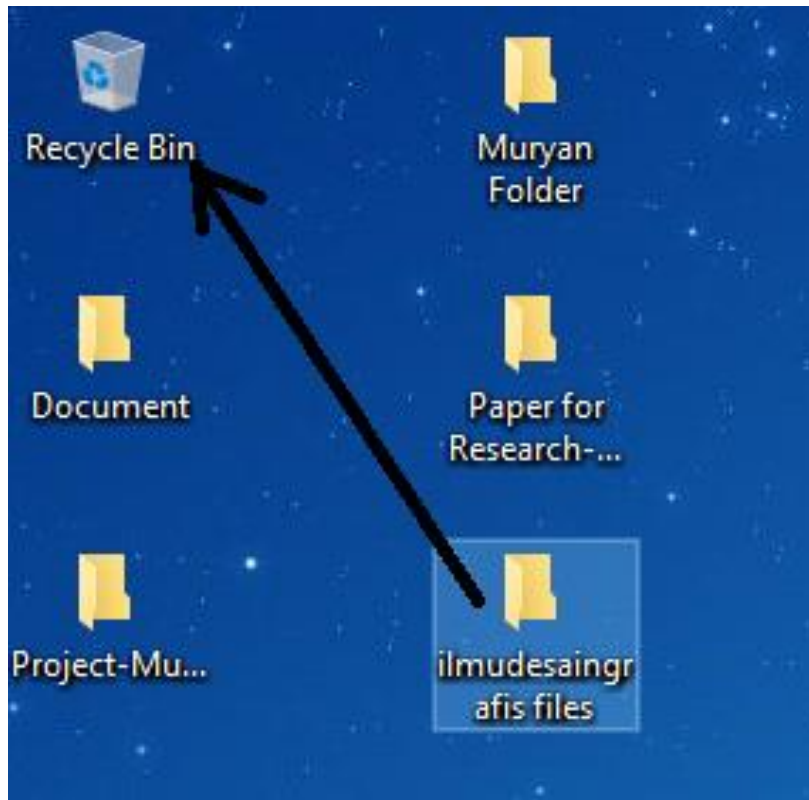 Recycle Bin
Muryan
Folder
Document
Paper for
Research-...
Project-Mu...
ilmudesaingr
afis files